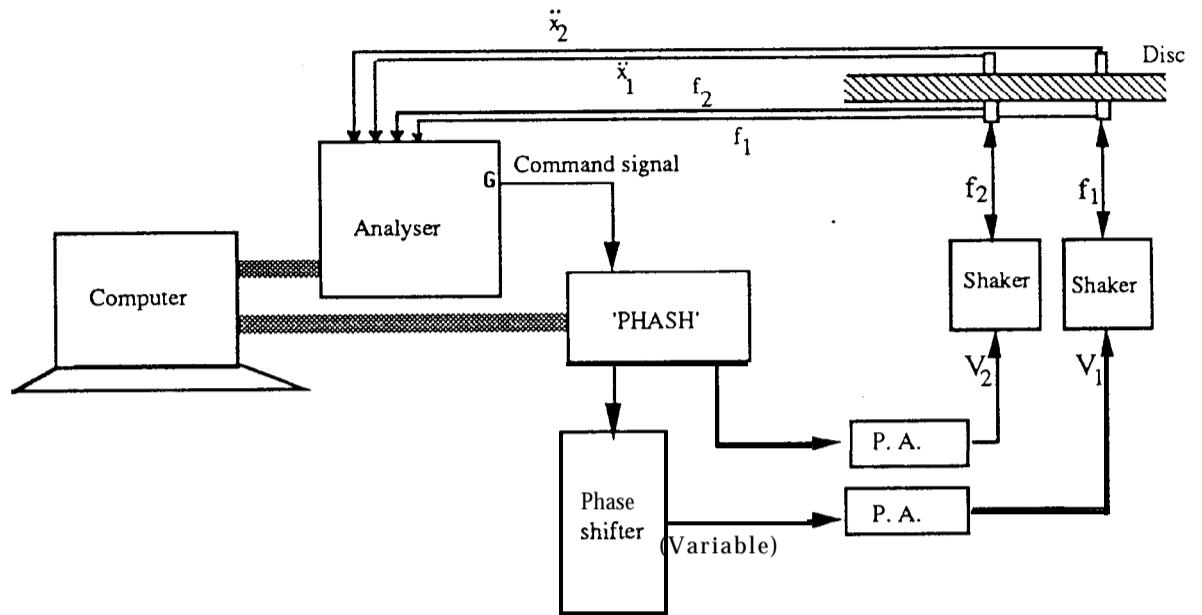 ẍ₂
Disc
ẍ₁
f₂
f₁
G
Command signal
Analyser
f₂
f₁
Computer
Shaker
Shaker
'PHASH'
V₂
V₁
P. A.
Phase
shifter
(Variable)
P. A.